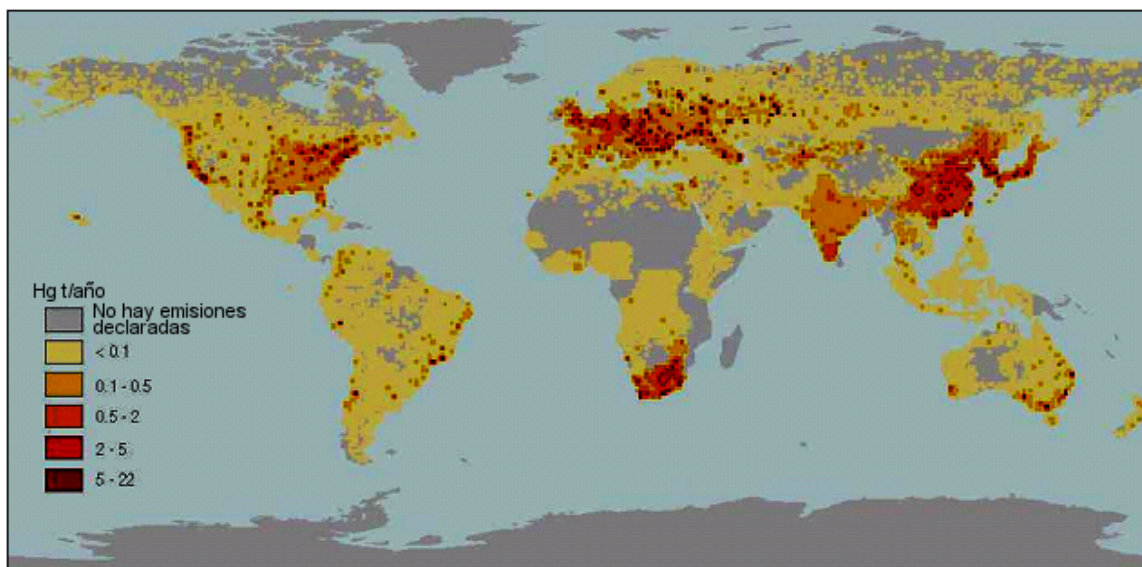 Hg t/año
No hay emisiones
declaradas
< 0.1
0.1 - 0.5
0.5 - 2
2 - 5
5 - 22